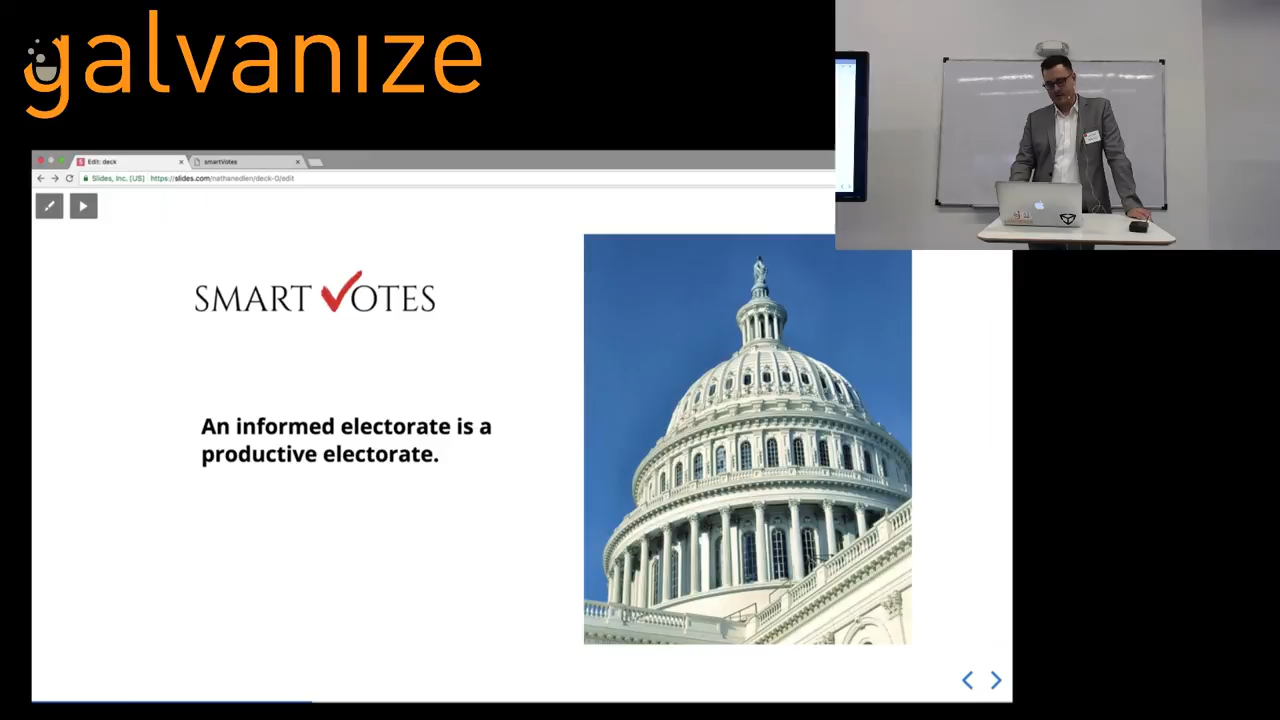 galvanize
Edit: deck
smartVotes
Slides, Inc. [US]
https://slides.com/nathanedlen/deck-0/edit
SMART VOTES
An informed electorate is a
productive electorate.